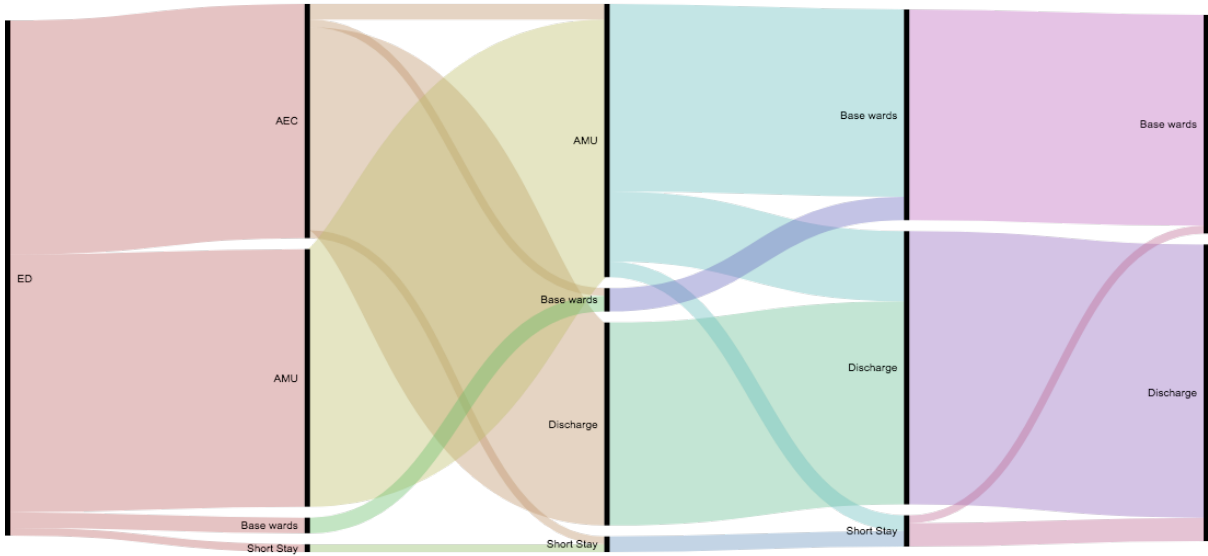 ED
AEC
AMU
Base wards
Short Stay
AMU
Base wards
Discharge
Short Stay
Base wards
Discharge
Short Stay
Base wards
Discharge